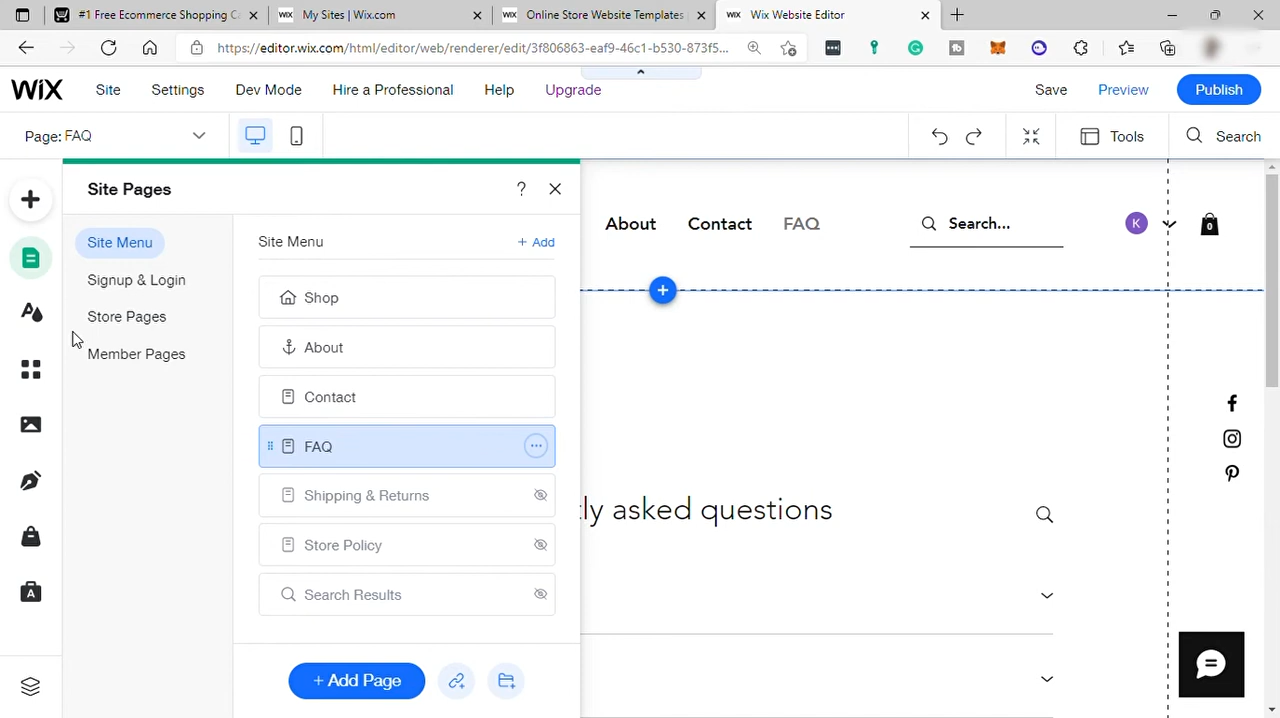 #1 Free Ecommerce Shopping Ca
My Sites | Wix.com
WIX
Online Store Website Templates
WIX
Wix Website Editor
https://editor.wix.com/html/editor/web/renderer/edit/3f806963-eaf9-46c1-b530-873f5...
WIX
Site
Settings
Dev Mode
Hire a Professional
Help
Upgrade
Save
Preview
Publish
Page: FAQ
Tools
Search
Site Pages
?
Site Menu
Signup & Login
Store Pages
Member Pages
Site Menu
+ Add
Shop
About
Contact
FAQ
Shipping & Returns
Store Policy
Search Results
+ Add Page
About
Contact
FAQ
Search...
K
0
tly asked questions